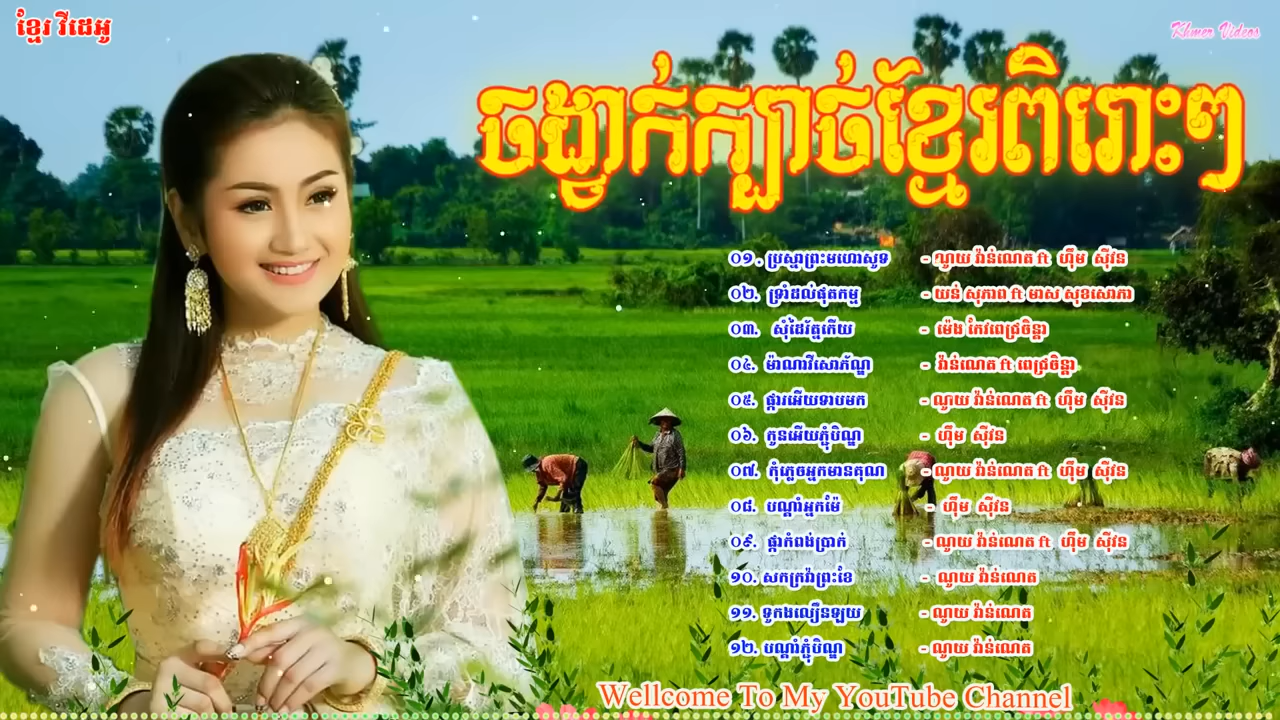 ខ្មែរ វីដេអូ
Khmer Videos
ចង្វាក់ក្បាច់ខ្មែរពិរោះៗ
០១. ប្រស្នាព្រះមហោសូទ - ណូយ វ៉ាន់ណេត ft ហ៊ឹម ស៊ីវន
០២. ទ្រាំដល់ផុតកម្ម - យន់ សុភាព ft មាស សុខសោភា
០៣. សុំដៃរ័ត្នកើយ - ម៉េង កែវពេជ្រចិន្តា
០៤. ម៉ាណាវីសោភ័ណ្ឌ - វ៉ាន់ណេត ft ពេជ្រចិន្តា
០៥. ផ្ការអើយទាបមក - ណូយ វ៉ាន់ណេត ft ហ៊ឹម ស៊ីវន
០៦. កូនអើយភ្ជុំបិណ្ឌ - ហ៊ឹម ស៊ីវន
០៧. កុំភ្លេចអ្នកមានគុណ - ណូយ វ៉ាន់ណេត ft ហ៊ឹម ស៊ីវន
០៨. បណ្ដាំអ្នកម៉ែ - ហ៊ឹម ស៊ីវន
០៩. ផ្កាកំពង់ប្រាក់ - ណូយ វ៉ាន់ណេត ft ហ៊ឹម ស៊ីវន
១០. សកក្រវ៉ាព្រះខែ - ណូយ វ៉ាន់ណេត
១១. ទូកងល្បឿនឡយ - ណូយ វ៉ាន់ណេត
១២. បណ្ដាំភ្ជុំបិណ្ឌ - ណូយ វ៉ាន់ណេត
Wellcome To My YouTube Channel